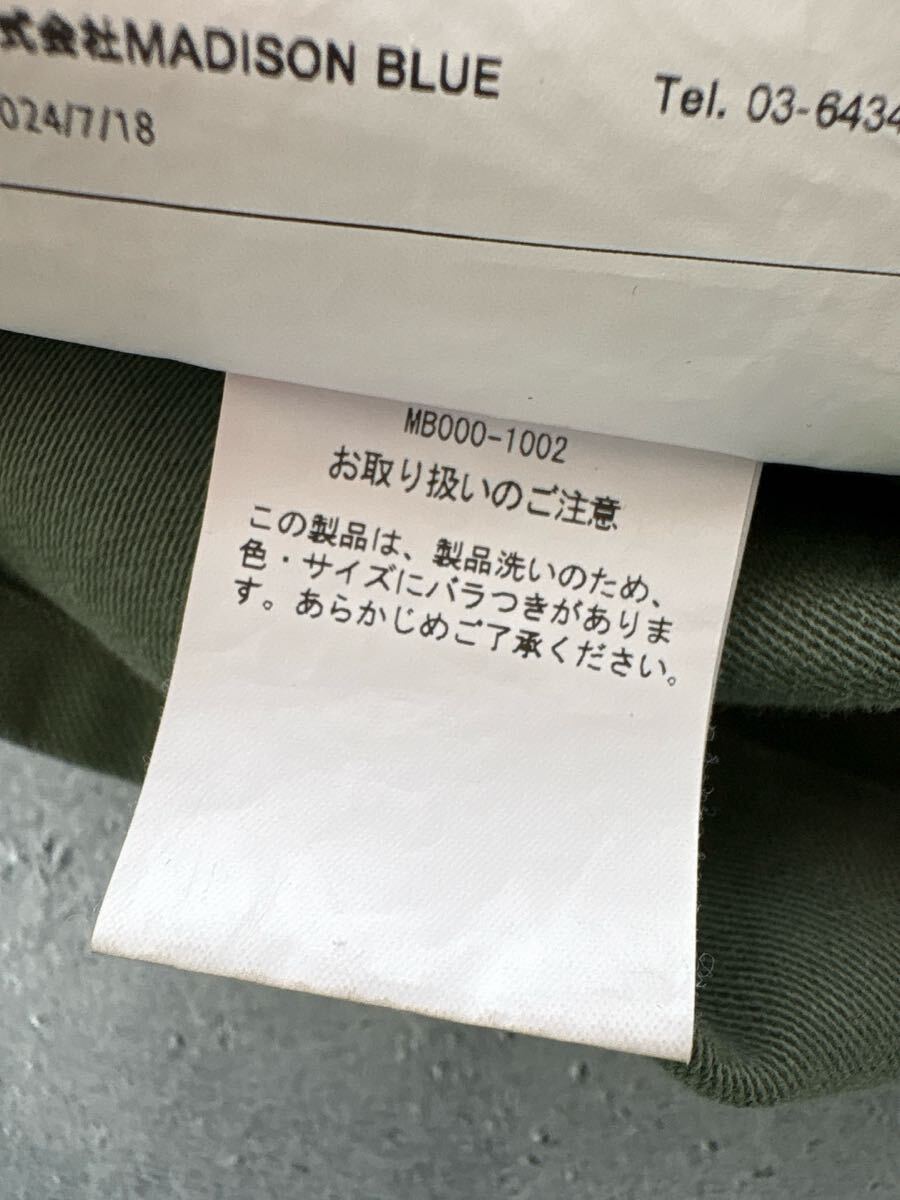 式会社MADISON BLUE Tel. 03-6434
024/7/18
MB000-1002
お取り扱いのご注意
この製品は、製品洗いのため、
色・サイズにバラつきがありま
す。あらかじめご了承ください。